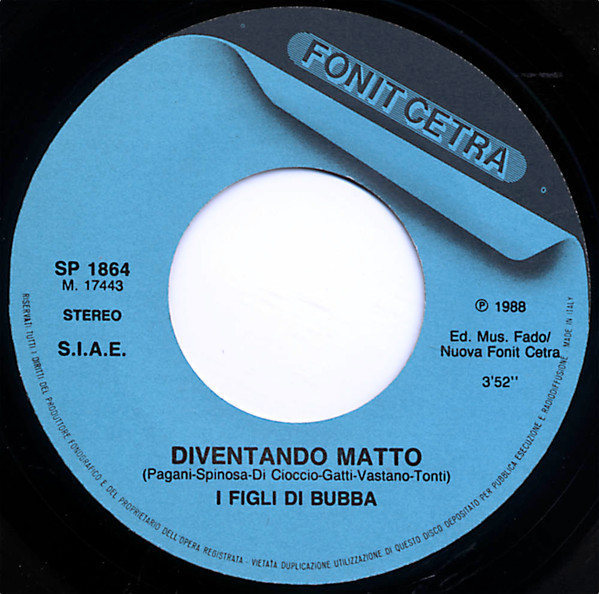 FONIT CETRA
SP 1864
M. 17443
STEREO
S.I.A.E.
℗ 1988
Ed. Mus. Fado/
Nuova Fonit Cetra
3'52''
DIVENTANDO MATTO
(Pagani-Spinosa-Di Cioccio-Gatti-Vastano-Tonti)
I FIGLI DI BUBBA
RISERVATI TUTTI I DIRITTI DEL PRODUTTORE FONOGRAFICO E DEL PROPRIETARIO DELL'OPERA REGISTRATA - VIETATA DUPLICAZIONE UTILIZZAZIONE DI QUESTO DISCO DEPOSITATO PER PUBBLICA ESECUZIONE E RADIODIFFUSIONE. MADE IN ITALY